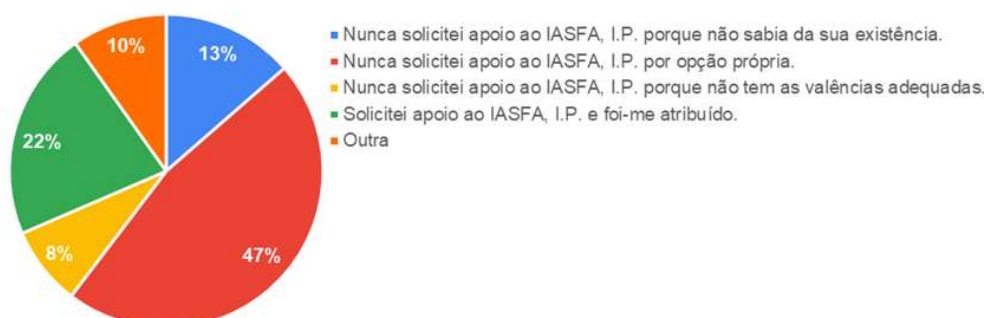 10%
13%
22%
8%
47%
Nunca solicitei apoio ao IASFA, I.P. porque não sabia da sua existência.
Nunca solicitei apoio ao IASFA, I.P. por opção própria.
Nunca solicitei apoio ao IASFA, I.P. porque não tem as valências adequadas.
Solicitei apoio ao IASFA, I.P. e foi-me atribuído.
Outra